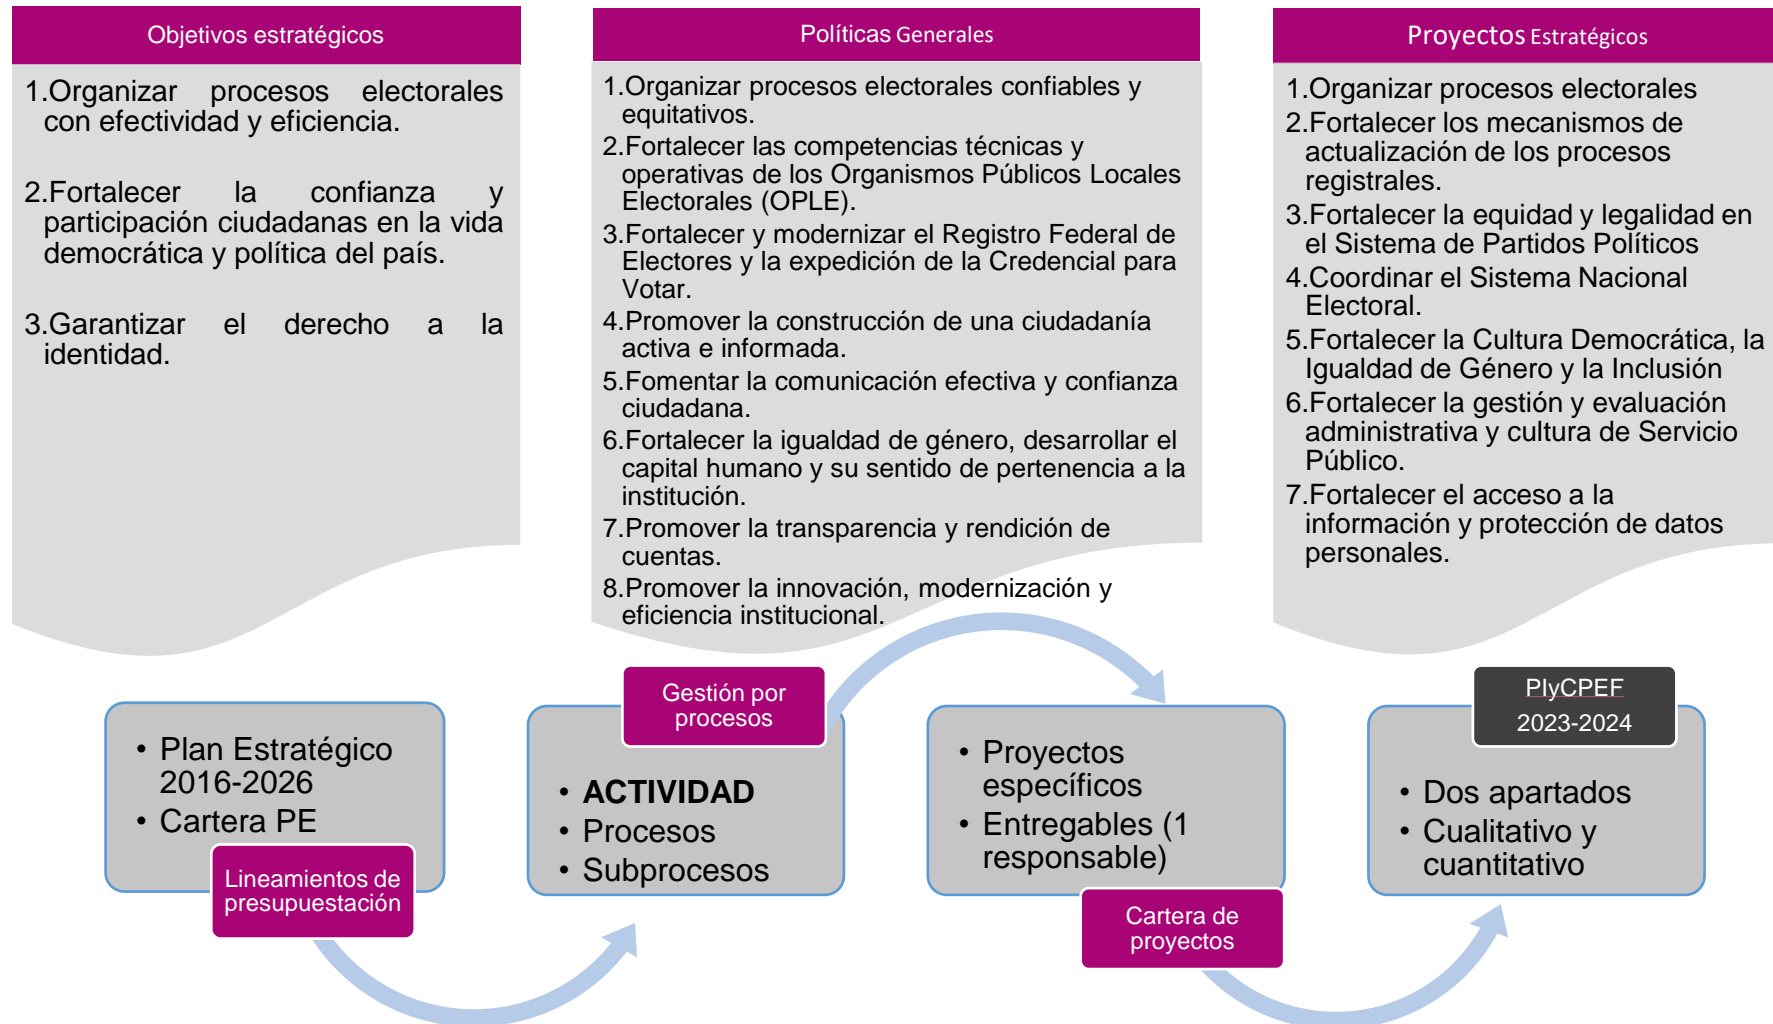 Objetivos estratégicos
1.Organizar procesos electorales
con efectividad y eficiencia.
2.Fortalecer la confianza y
participación ciudadanas en la vida
democrática y política del país.
3.Garantizar el derecho a la
identidad.
Políticas Generales
1.Organizar procesos electorales confiables y
equitativos.
2.Fortalecer las competencias técnicas y
operativas de los Organismos Públicos Locales
Electorales (OPLE).
3.Fortalecer y modernizar el Registro Federal de
Electores y la expedición de la Credencial para
Votar.
4.Promover la construcción de una ciudadanía
activa e informada.
5.Fomentar la comunicación efectiva y confianza
ciudadana.
6.Fortalecer la igualdad de género, desarrollar el
capital humano y su sentido de pertenencia a la
institución.
7.Promover la transparencia y rendición de
cuentas.
8.Promover la innovación, modernización y
eficiencia institucional.
Proyectos Estratégicos
1.Organizar procesos electorales
2.Fortalecer los mecanismos de
actualización de los procesos
registrales.
3.Fortalecer la equidad y legalidad en
el Sistema de Partidos Políticos
4.Coordinar el Sistema Nacional
Electoral.
5.Fortalecer la Cultura Democrática, la
Igualdad de Género y la Inclusión
6.Fortalecer la gestión y evaluación
administrativa y cultura de Servicio
Público.
7.Fortalecer el acceso a la
información y protección de datos
personales.
• Plan Estratégico
2016-2026
• Cartera PE
Lineamientos de
presupuestación
Gestión por
procesos
• ACTIVIDAD
• Procesos
• Subprocesos
• Proyectos
específicos
• Entregables (1
responsable)
Cartera de
proyectos
PIyCPEF
2023-2024
• Dos apartados
• Cualitativo y
cuantitativo